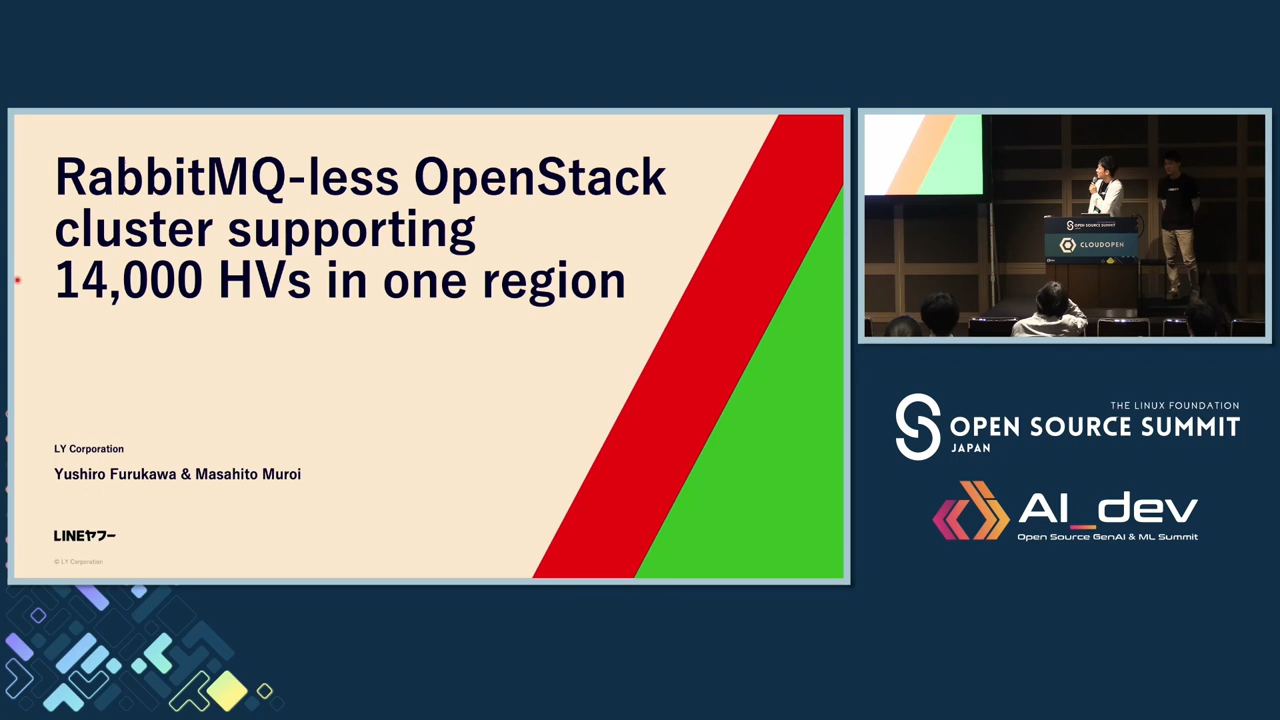 RabbitMQ-less OpenStack
cluster supporting
14,000 HVs in one region
LY Corporation
Yushiro Furukawa & Masahito Muroi
LINEヤフー
© LY Corporation
OPEN SOURCE SUMMIT
CLOUDOPEN
THE LINUX FOUNDATION
OPEN SOURCE SUMMIT
JAPAN
AI_dev
Open Source GenAI & ML Summit